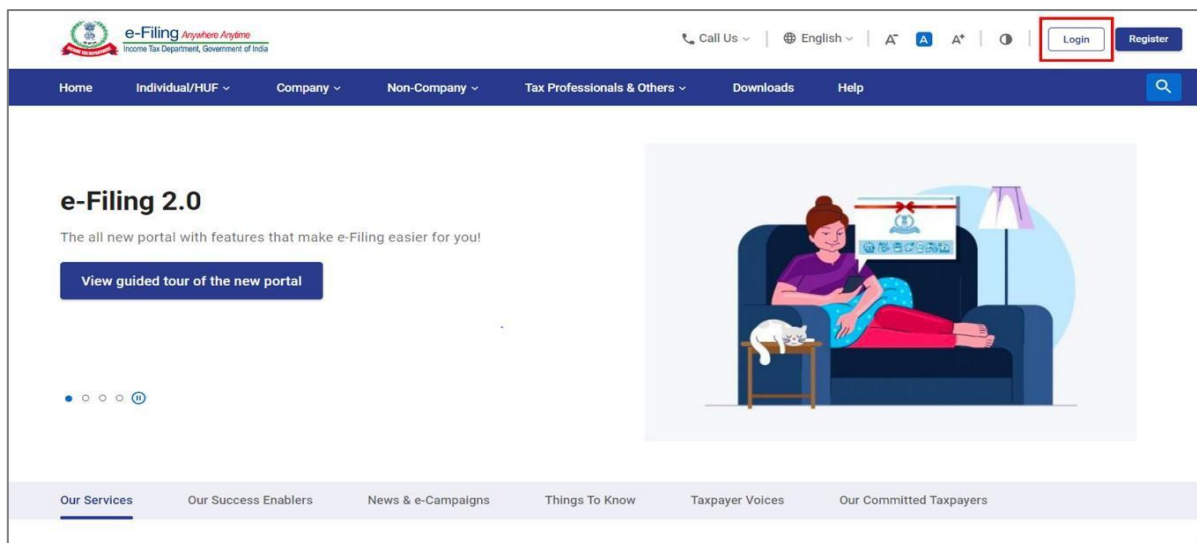 e-Filing Anywhere Anytime
Income Tax Department, Government of India
Call Us
English
A-
A
A+
Login
Register
Home Individual/HUF Company Non-Company Tax Professionals & Others Downloads Help
e-Filing 2.0
The all new portal with features that make e-Filing easier for you!
View guided tour of the new portal
Our Services Our Success Enablers News & e-Campaigns Things To Know Taxpayer Voices Our Committed Taxpayers